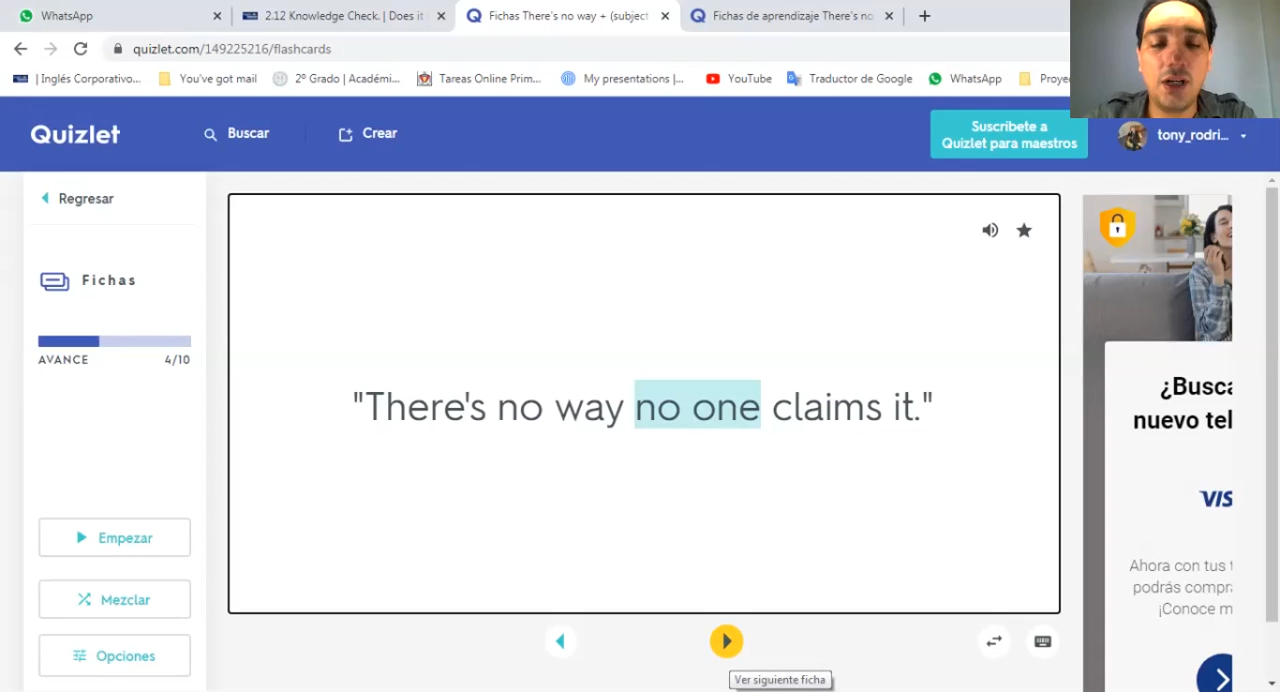 WhatsApp
2.12 Knowledge Check. | Does it
Fichas There's no way + (subject
Fichas de aprendizaje There's no
quizlet.com/149225216/flashcards
| Inglés Corporativo...
You've got mail
2º Grado | Académi...
Tareas Online Prim...
My presentations |...
YouTube
Traductor de Google
WhatsApp
Proye
Quizlet
Buscar
Crear
Suscríbete a
Quizlet para maestros
tony_rodri...
Regresar
Fichas
AVANCE 4/10
Empezar
Mezclar
Opciones
"There's no way no one claims it."
Ver siguiente ficha
¿Busca
nuevo tel
VIS
Ahora con tus t
podrás compr
¡Conoce m